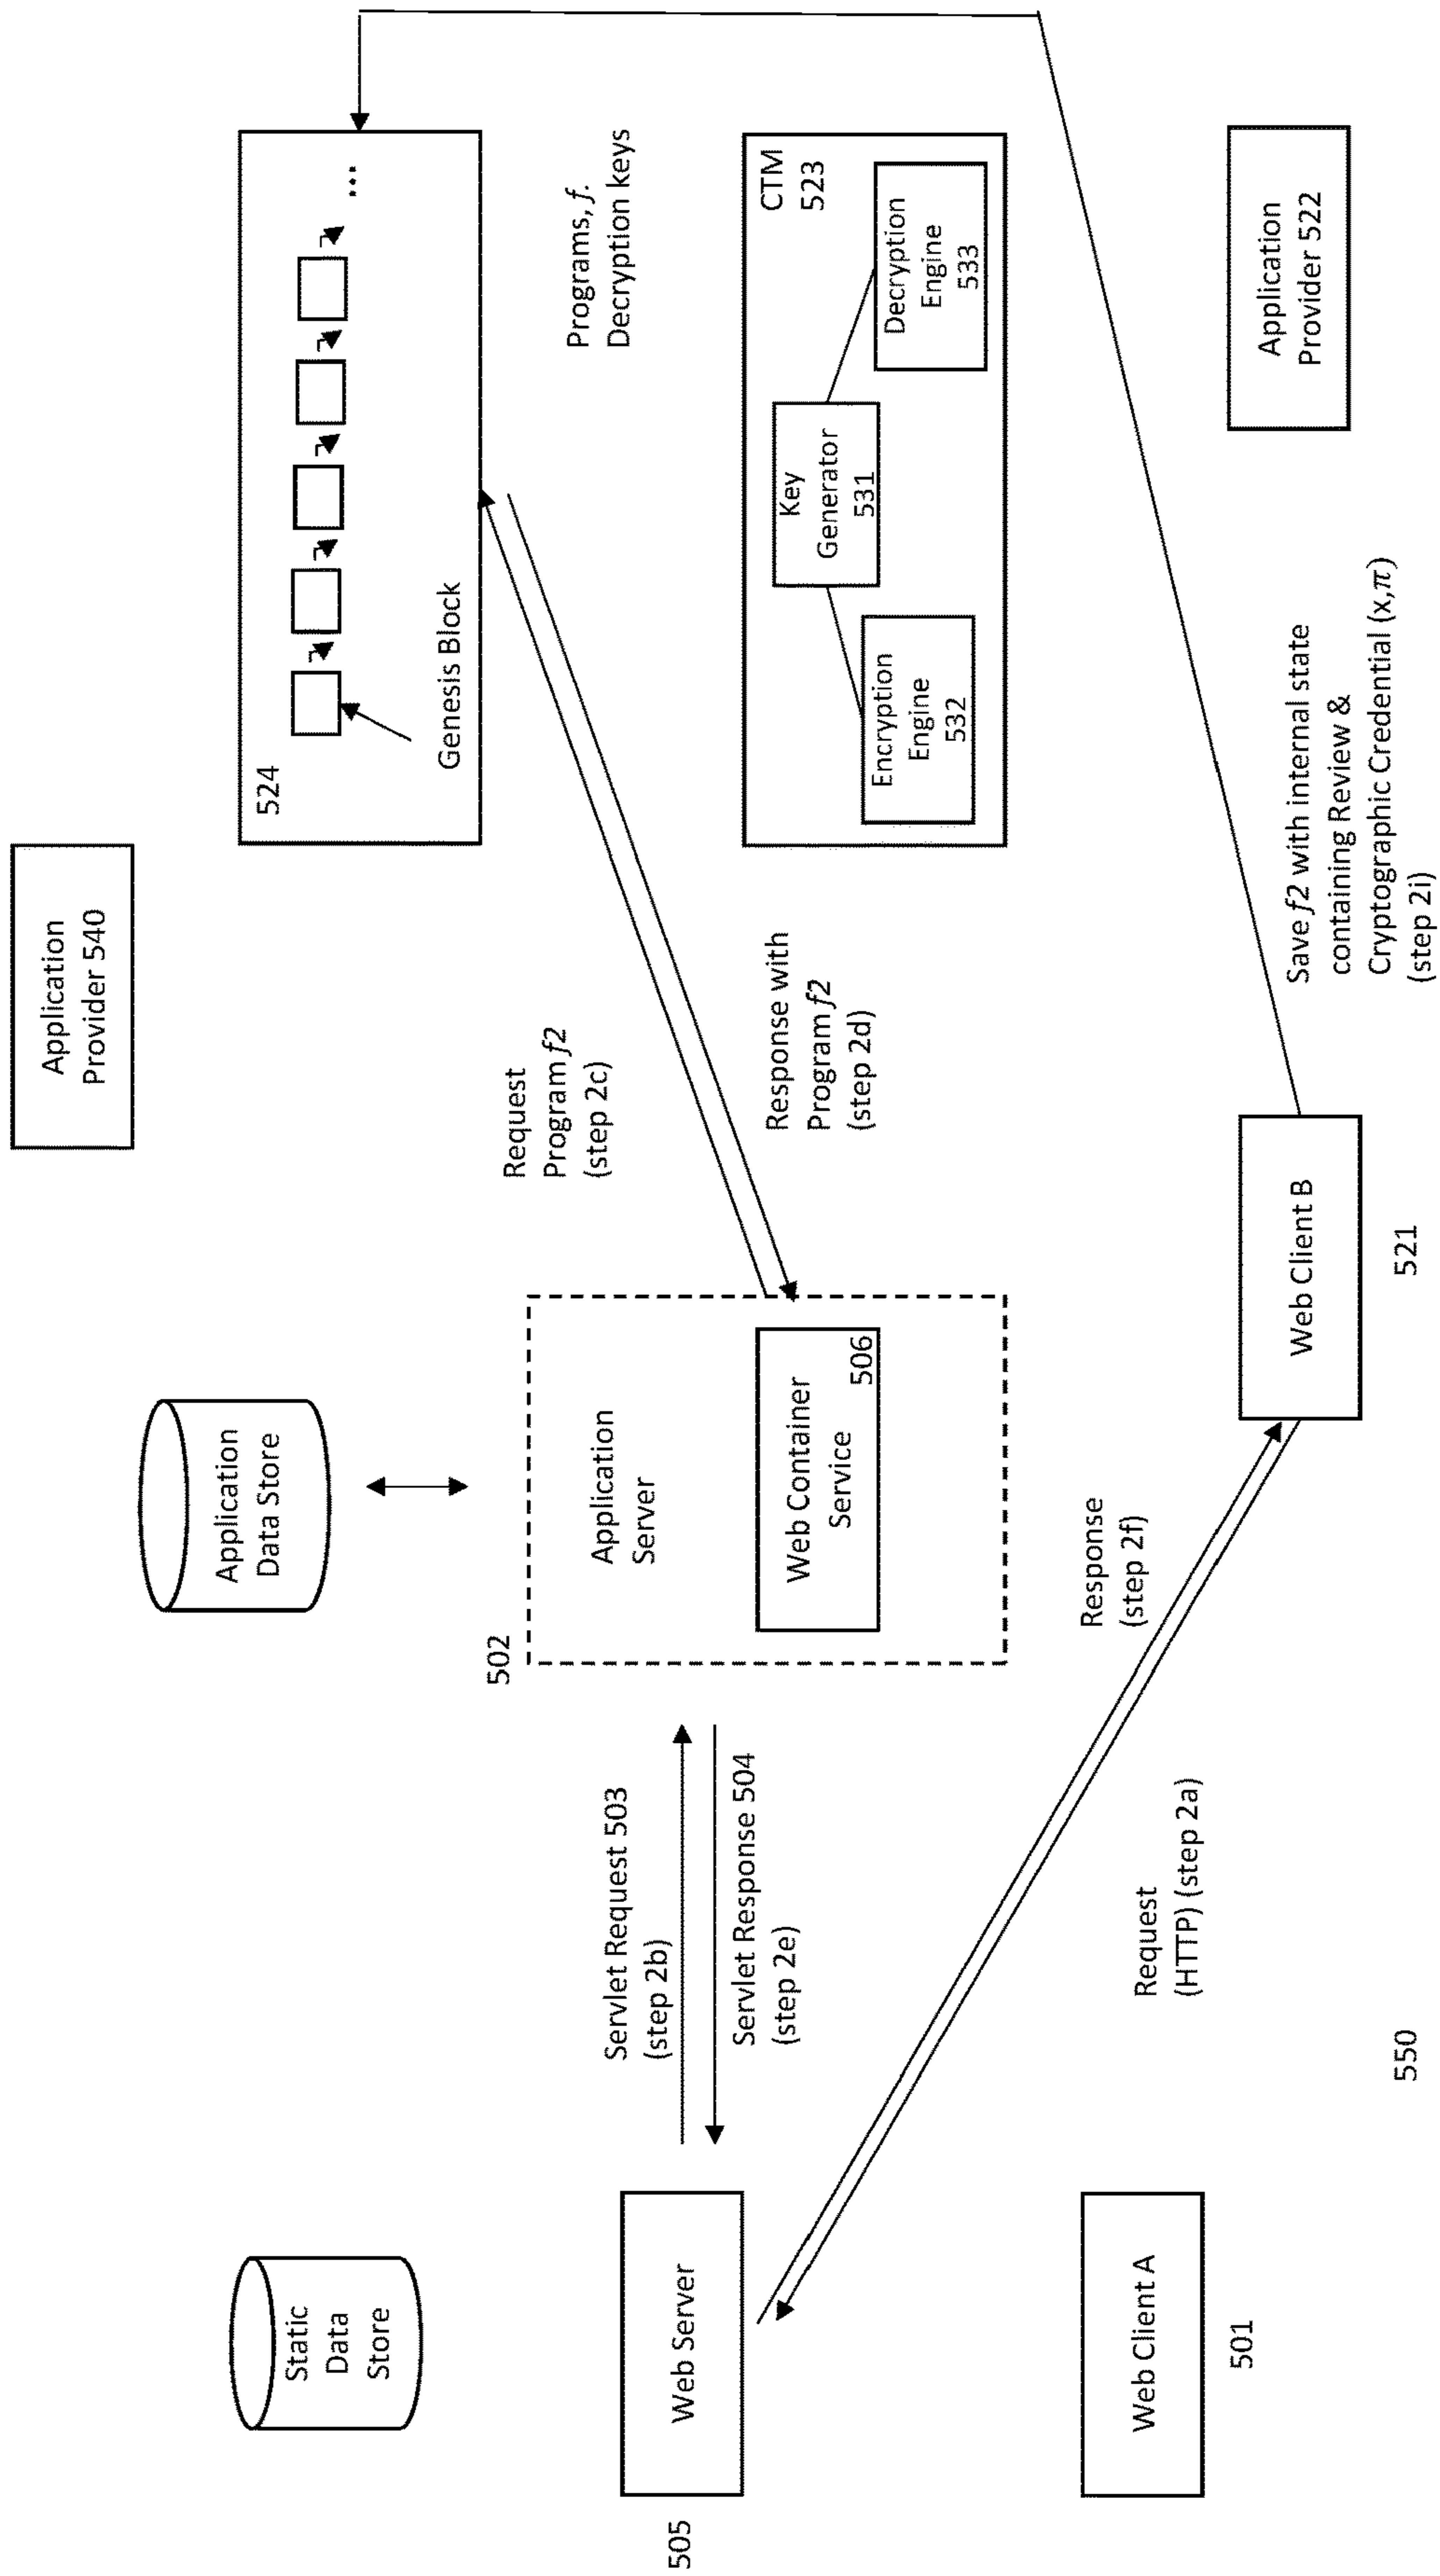 Static
Data
Store
Application
Data Store
Application
Provider 540
524
Genesis Block
...
Programs, f.
Decryption keys
505
Web Server
Servlet Request 503
(step 2b)
Servlet Response 504
(step 2e)
502
Application
Server
Web Container
Service
506
Request
Program f2
(step 2c)
Response with
Program f2
(step 2d)
CTM
523
Encryption
Engine
532
Key
Generator
531
Decryption
Engine
533
Web Client A
501
Request
(HTTP) (step 2a)
Response
(step 2f)
Web Client B
521
Save f2 with internal state
containing Review &
Cryptographic Credential (x,π)
(step 2i)
Application
Provider 522
550